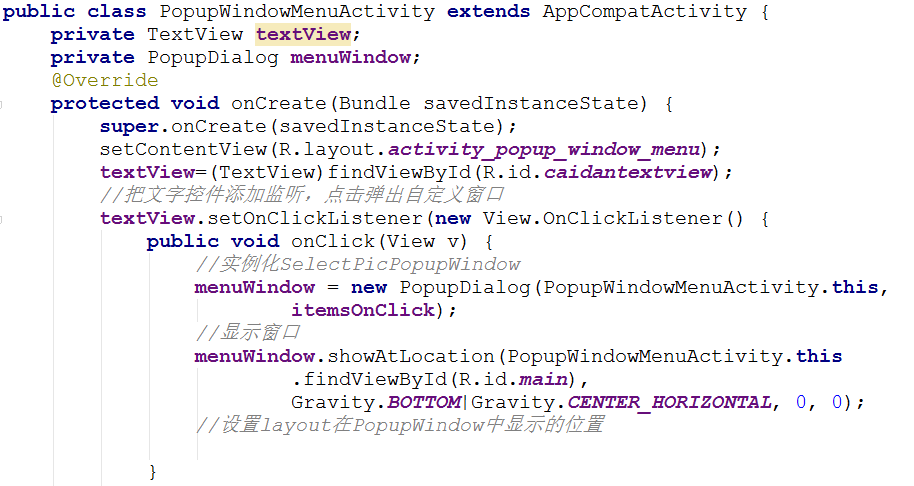 public class PopupWindowMenuActivity extends AppCompatActivity {
    private TextView textView;
    private PopupDialog menuWindow;
    @Override
    protected void onCreate(Bundle savedInstanceState) {
        super.onCreate(savedInstanceState);
        setContentView(R.layout.activity_popup_window_menu);
        textView=(TextView)findViewById(R.id.caidantextview);
        //把文字控件添加监听，点击弹出自定义窗口
        textView.setOnClickListener(new View.OnClickListener() {
            public void onClick(View v) {
                //实例化SelectPicPopupWindow
                menuWindow = new PopupDialog(PopupWindowMenuActivity.this,
                        itemsOnClick);
                //显示窗口
                menuWindow.showAtLocation(PopupWindowMenuActivity.this
                        .findViewById(R.id.main),
                        Gravity.BOTTOM|Gravity.CENTER_HORIZONTAL, 0, 0);
                //设置layout在PopupWindow中显示的位置
            }